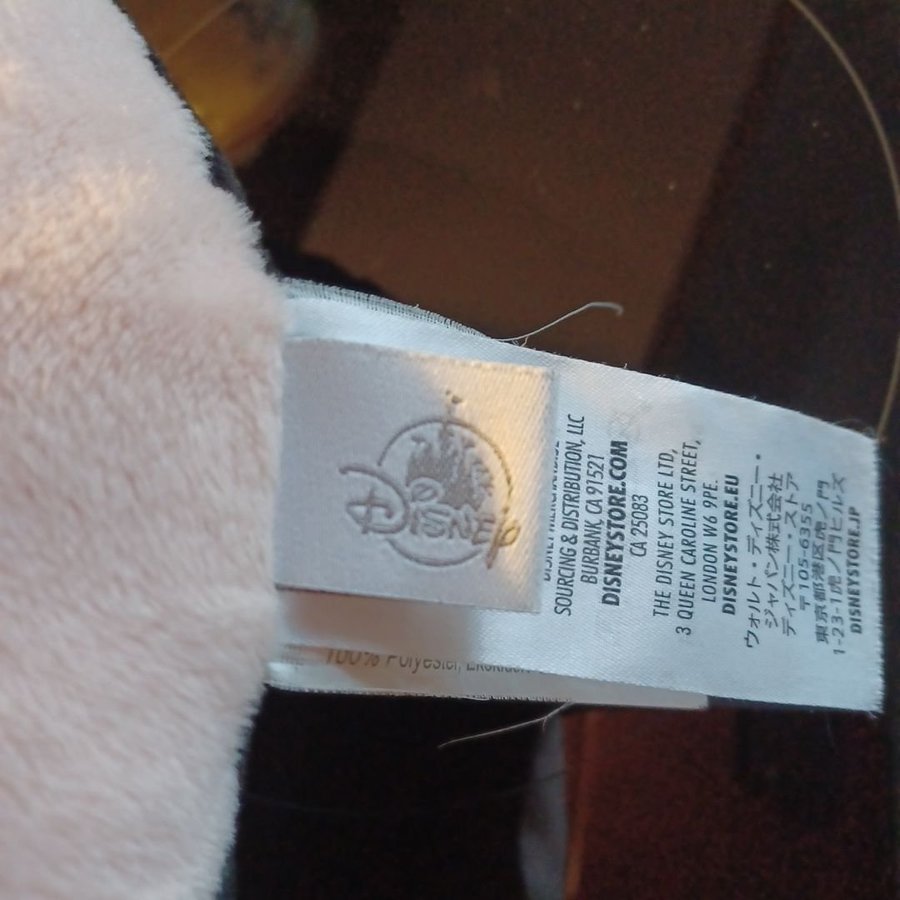 DISNEY
DISNEY MERCHANDISE
SOURCING & DISTRIBUTION, LLC
BURBANK, CA 91521
DISNEYSTORE.COM
CA 25083
THE DISNEY STORE LTD,
3 QUEEN CAROLINE STREET,
LONDON W6 9PE.
DISNEYSTORE.EU
ウォルト・ディズニー・
ジャパン株式会社
ディズニー・ストア
〒105-6355
東京都港区虎ノ門
1-23-1虎ノ門ヒルズ
DISNEYSTORE.JP
100% Polyester,